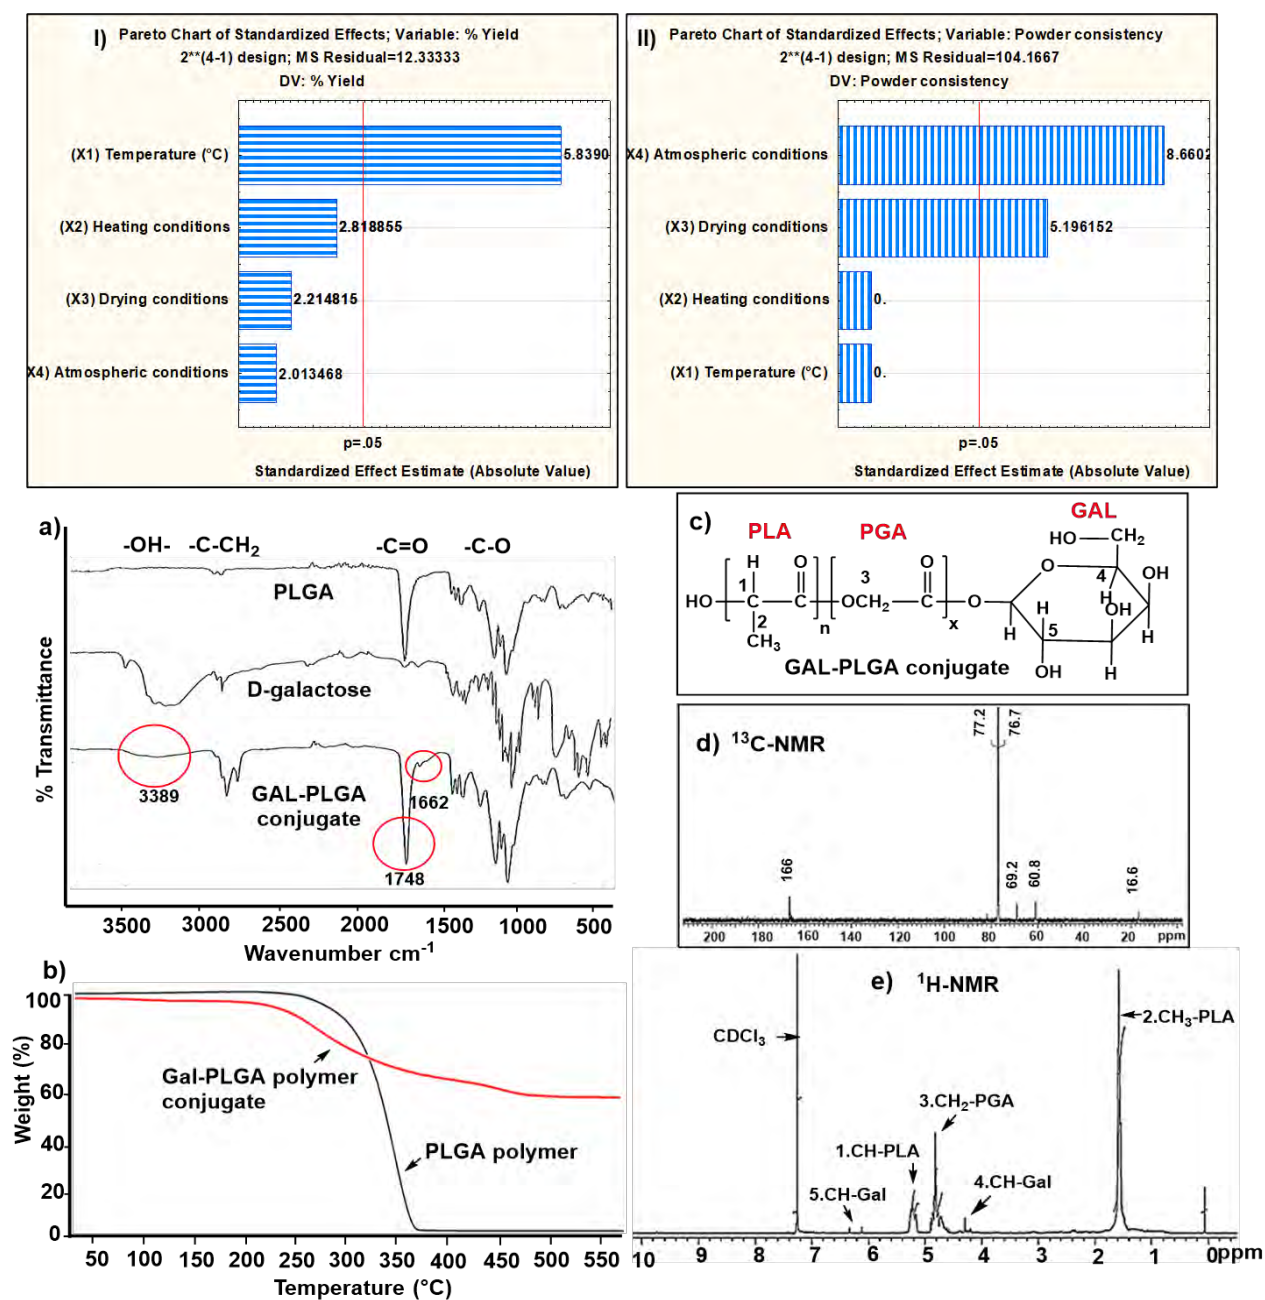 I) Pareto Chart of Standardized Effects; Variable: % Yield
2**(4-1) design; MS Residual=12.33333
DV: % Yield
(X1) Temperature (°C)
5.8390
(X2) Heating conditions
2.818855
(X3) Drying conditions
2.214815
X4) Atmospheric conditions
2.013468
p=.05
Standardized Effect Estimate (Absolute Value)
II) Pareto Chart of Standardized Effects; Variable: Powder consistency
2**(4-1) design; MS Residual=104.1667
DV: Powder consistency
X4) Atmospheric conditions
8.6602
(X3) Drying conditions
5.196152
(X2) Heating conditions
0.
(X1) Temperature (°C)
0.
p=.05
Standardized Effect Estimate (Absolute Value)
a)
-OH- -C-CH2 -C=O -C-O
PLGA
D-galactose
GAL-PLGA
conjugate
3389
1662
1748
% Transmittance
3500 3000 2500 2000 1500 1000 500
Wavenumber cm-1
b)
Weight (%)
100
80
60
40
20
0
Gal-PLGA polymer
conjugate
PLGA polymer
50 100 150 200 250 300 350 400 450 500 550
Temperature (°C)
c)
PLA PGA GAL
HO CH2
H O 3 O O 4 OH
1 H
HO C C n OCH2 C x O H OH
2 H 5 H
CH3 OH H
GAL-PLGA conjugate
d) 13C-NMR
77.2 76.7
166 69.2 60.8 16.6
200 180 160 140 120 100 80 60 40 20 ppm
e) 1H-NMR
CDCl3
2.CH3-PLA
3.CH2-PGA
1.CH-PLA
4.CH-Gal
5.CH-Gal
10 9 8 7 6 5 4 3 2 1 0ppm